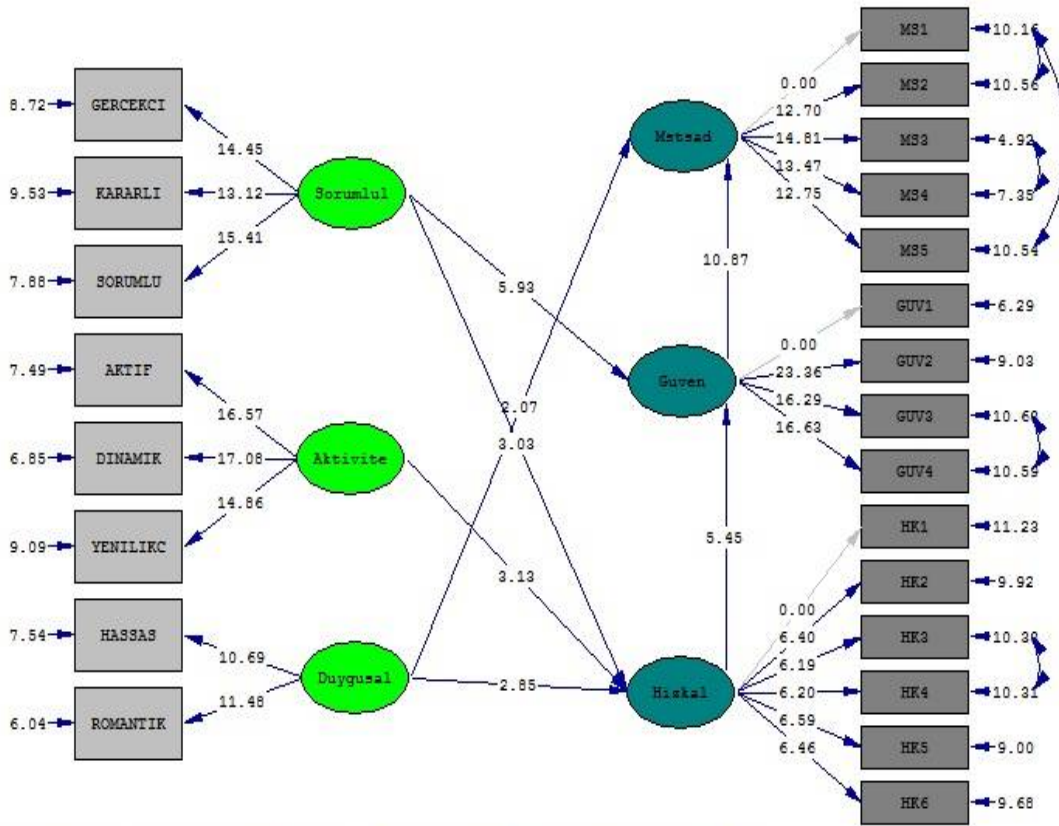 8.72
GERCEKCI
9.53
KARARLI
7.88
SORUMLU
7.49
AKTIF
6.85
DINAMIK
9.09
YENILIKC
7.54
HASSAS
6.04
ROMANTIK
14.45
13.12
15.41
16.57
17.08
14.86
10.69
11.48
Sorumlul
Aktivite
Duygusal
5.93
2.07
3.03
3.13
2.85
Mstsad
10.87
Guven
5.45
Hiskal
0.00
12.70
14.81
13.47
12.75
0.00
23.36
16.29
16.63
0.00
6.40
6.19
6.20
6.59
6.46
MS1
10.16
MS2
10.56
MS3
4.92
MS4
7.35
MS5
10.54
GUV1
6.29
GUV2
9.03
GUV3
GUV4
10.59
HK1
11.23
HK2
9.92
HK3
HK4
10.31
HK5
9.00
HK6
9.68